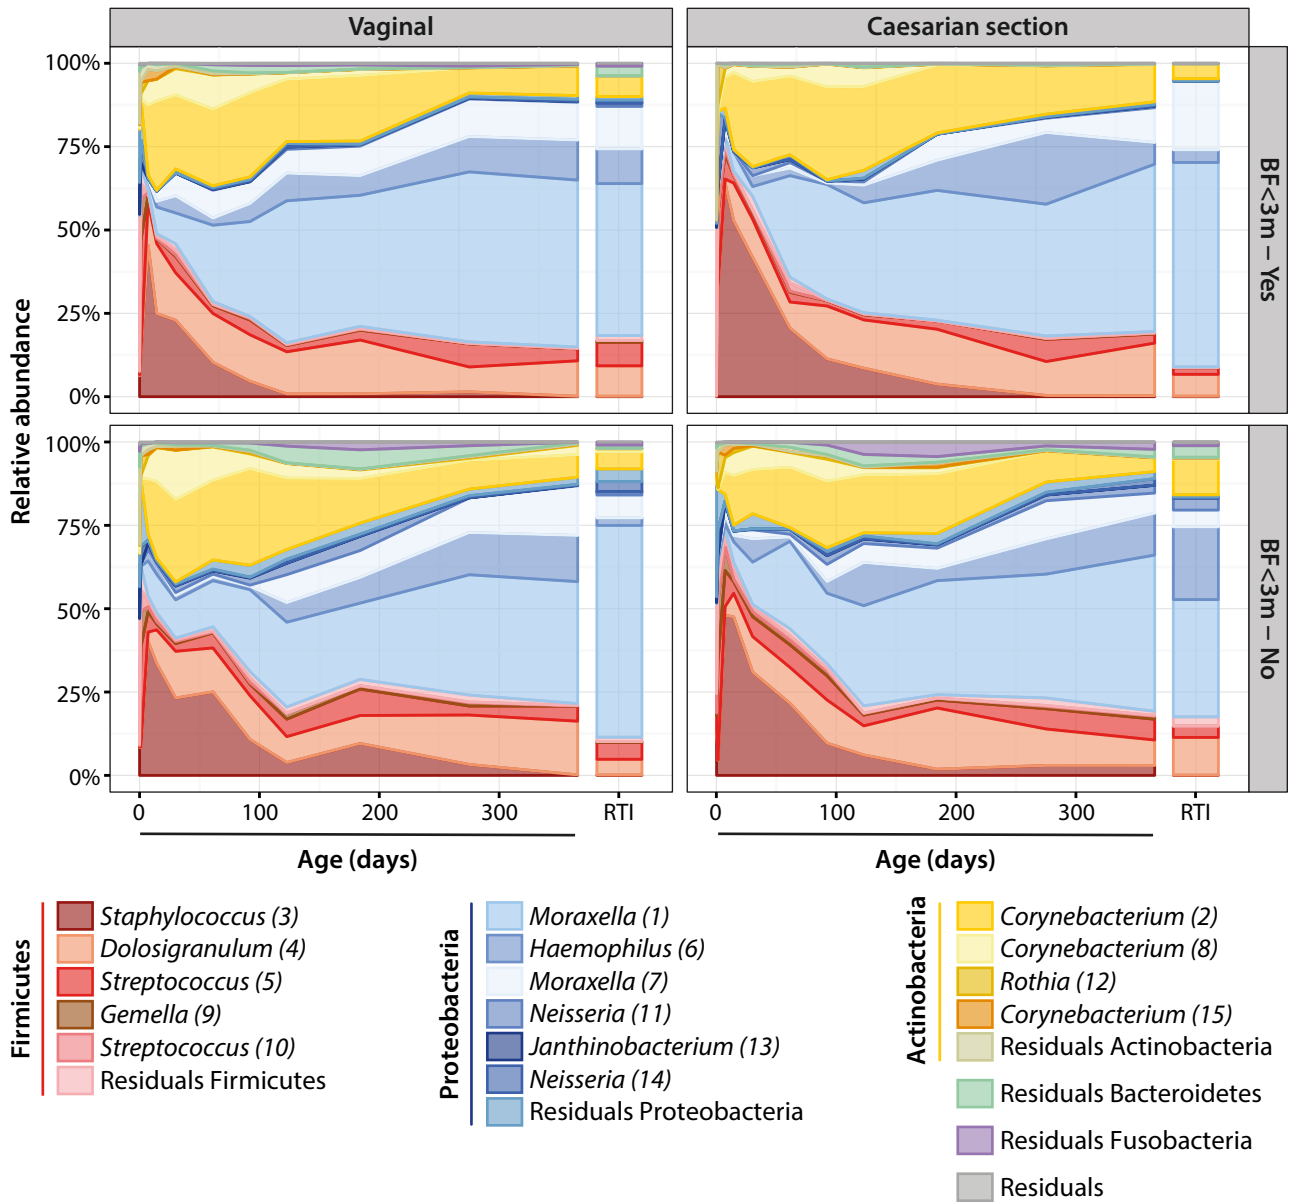 Vaginal
Caesarian section
Relative abundance
100%
75%
50%
25%
0%
BF<3m – Yes
100%
75%
50%
25%
0%
BF<3m – No
0 100 200 300 RTI
0 100 200 300 RTI
Age (days)
Age (days)
Firmicutes
Staphylococcus (3)
Dolosigranulum (4)
Streptococcus (5)
Gemella (9)
Streptococcus (10)
Residuals Firmicutes
Proteobacteria
Moraxella (1)
Haemophilus (6)
Moraxella (7)
Neisseria (11)
Janthinobacterium (13)
Neisseria (14)
Residuals Proteobacteria
Actinobacteria
Corynebacterium (2)
Corynebacterium (8)
Rothia (12)
Corynebacterium (15)
Residuals Actinobacteria
Residuals Bacteroidetes
Residuals Fusobacteria
Residuals